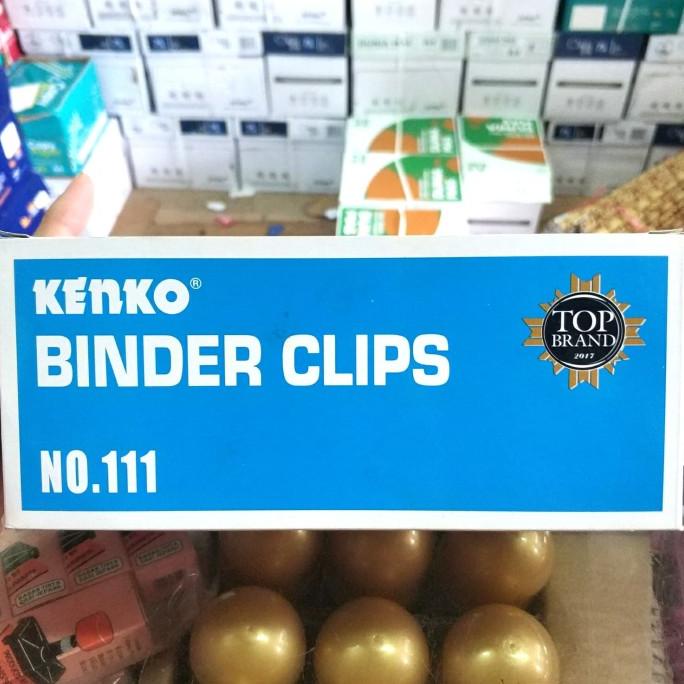 KENKO®
BINDER CLIPS
NO.111
TOP
BRAND
2017